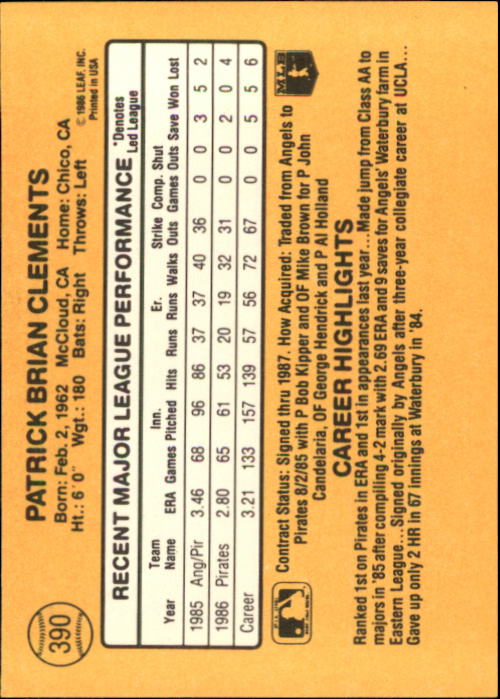 390
PATRICK BRIAN CLEMENTS
Born: Feb. 2, 1962 McCloud, CA Home: Chico, CA
Ht.: 6' 0" Wgt.: 180 Bats: Right Throws: Left
© 1986 LEAF, INC.
Printed in USA
RECENT MAJOR LEAGUE PERFORMANCE
*Denotes
Led League
Team Inn. Er. Strike Comp. Shut
Year Name ERA Games Pitched Hits Runs Runs Walks Outs Games Outs Save Won Lost
1985 Ang/Pir 3.46 68 96 86 37 37 40 36 0 0 3 5 2
1986 Pirates 2.80 65 61 53 20 19 32 31 0 0 2 0 4
Career 3.21 133 157 139 57 56 72 67 0 0 5 5 6
Contract Status: Signed thru 1987. How Acquired: Traded from Angels to
Pirates 8/2/85 with P Bob Kipper and OF Mike Brown for P John
Candelaria, OF George Hendrick and P Al Holland
MLB
CAREER HIGHLIGHTS
Ranked 1st on Pirates in ERA and 1st in appearances last year...Made jump from Class AA to
majors in '85 after compiling 4-2 mark with 2.69 ERA and 9 saves for Angels' Waterbury farm in
Eastern League...Signed originally by Angels after three-year collegiate career at UCLA...
Gave up only 2 HR in 67 innings at Waterbury in '84.